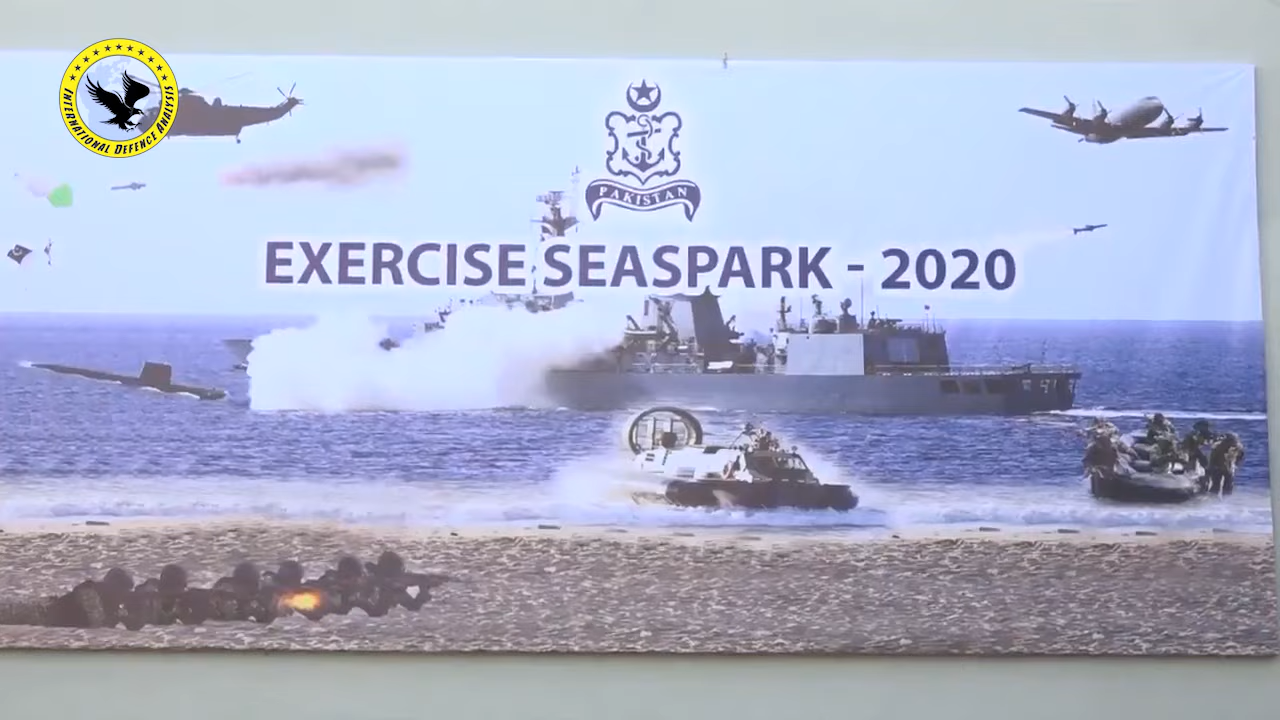 INTERNATIONAL DEFENCE ANALYSIS
PAKISTAN
EXERCISE SEASPARK - 2020